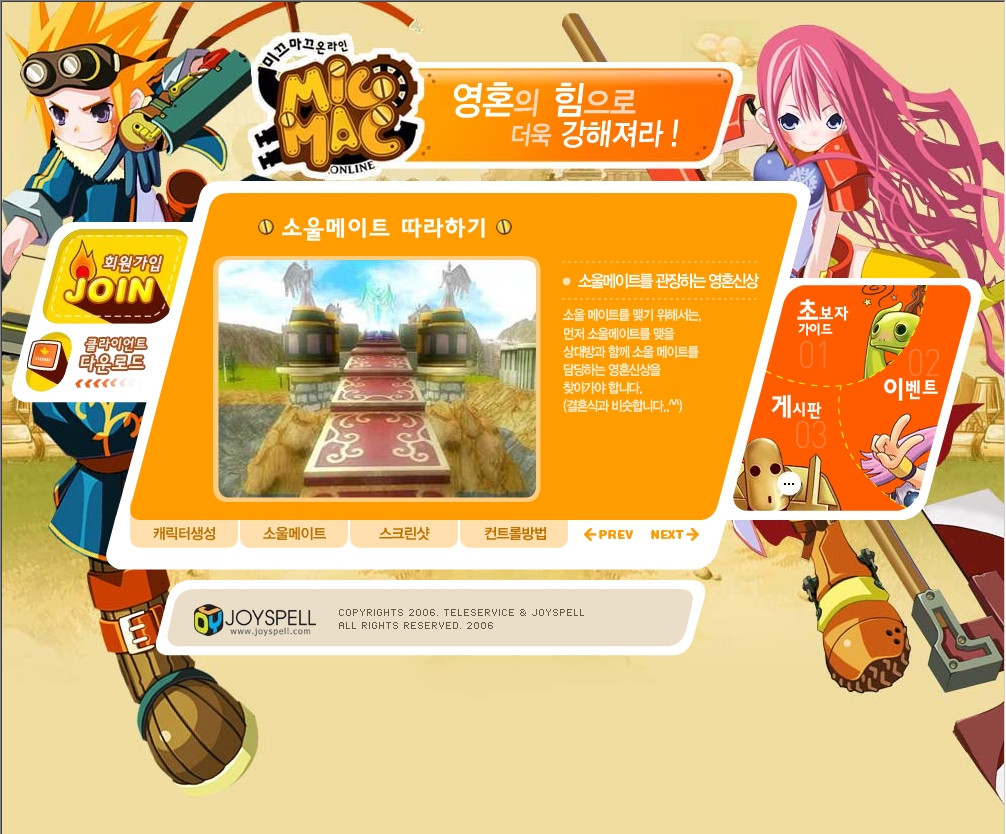 미끄마끄온라인
MICO
MAC
ONLINE
영혼의 힘으로
더욱 강해져라 !
소울메이트 따라하기
회원가입
JOIN
클라이언트
다운로드
소울메이트를 관장하는 영혼신상
소울 메이트를 맺기 위해서는,
먼저 소울메이트를 맺을
상대방과 함께 소울 메이트를
담당하는 영혼신상을
찾아가야 합니다.
(결혼식과 비슷합니다..^^)
초보자
가이드
01
02
이벤트
게시판
03
...
캐릭터생성
소울메이트
스크린샷
컨트롤방법
PREV
NEXT
JOYSPELL
www.joyspell.com
COPYRIGHTS 2006. TELESERVICE & JOYSPELL
ALL RIGHTS RESERVED. 2006